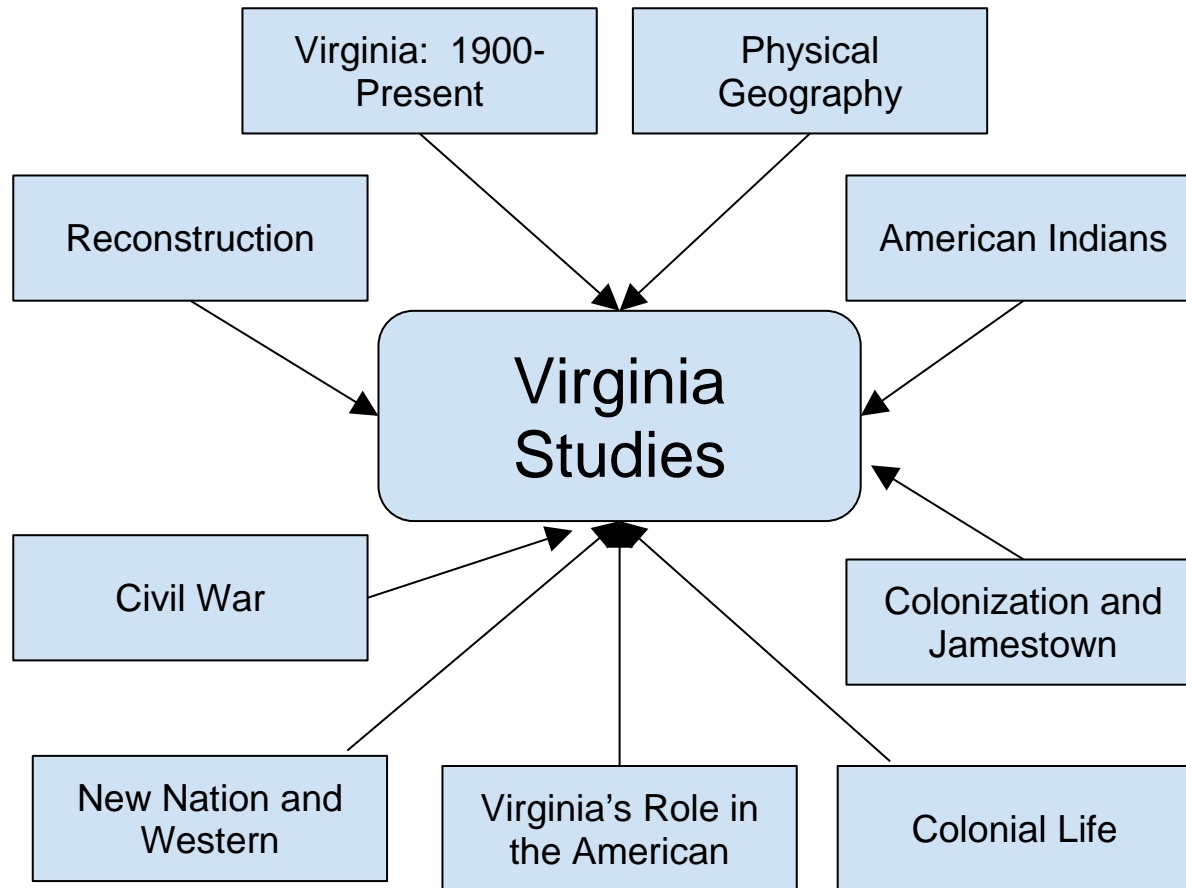 Virginia:  1900-
Present
Physical
Geography
Reconstruction
American Indians
Virginia
Studies
Civil War
Colonization and
Jamestown
New Nation and
Western
Virginia’s Role in
the American
Colonial Life